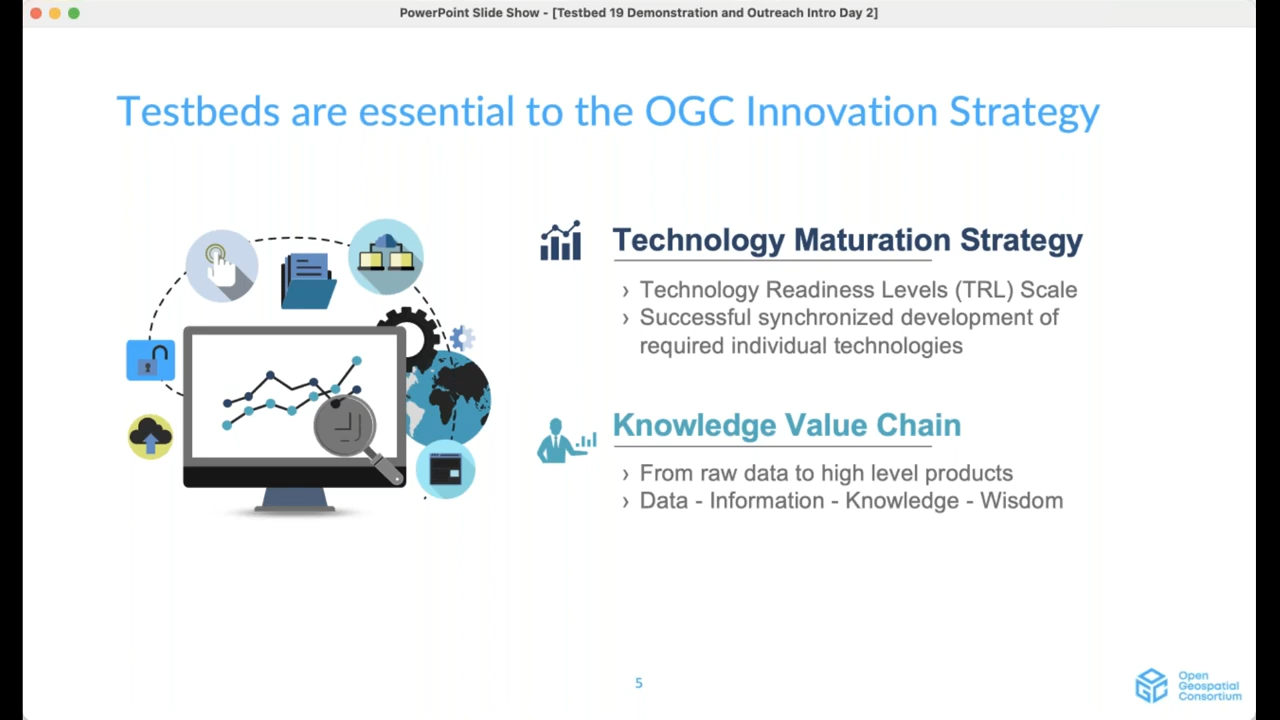 PowerPoint Slide Show - [Testbed 19 Demonstration and Outreach Intro Day 2]
Testbeds are essential to the OGC Innovation Strategy
Technology Maturation Strategy
› Technology Readiness Levels (TRL) Scale
› Successful synchronized development of
required individual technologies
Knowledge Value Chain
› From raw data to high level products
› Data - Information - Knowledge - Wisdom
5
OGC
Open
Geospatial
Consortium